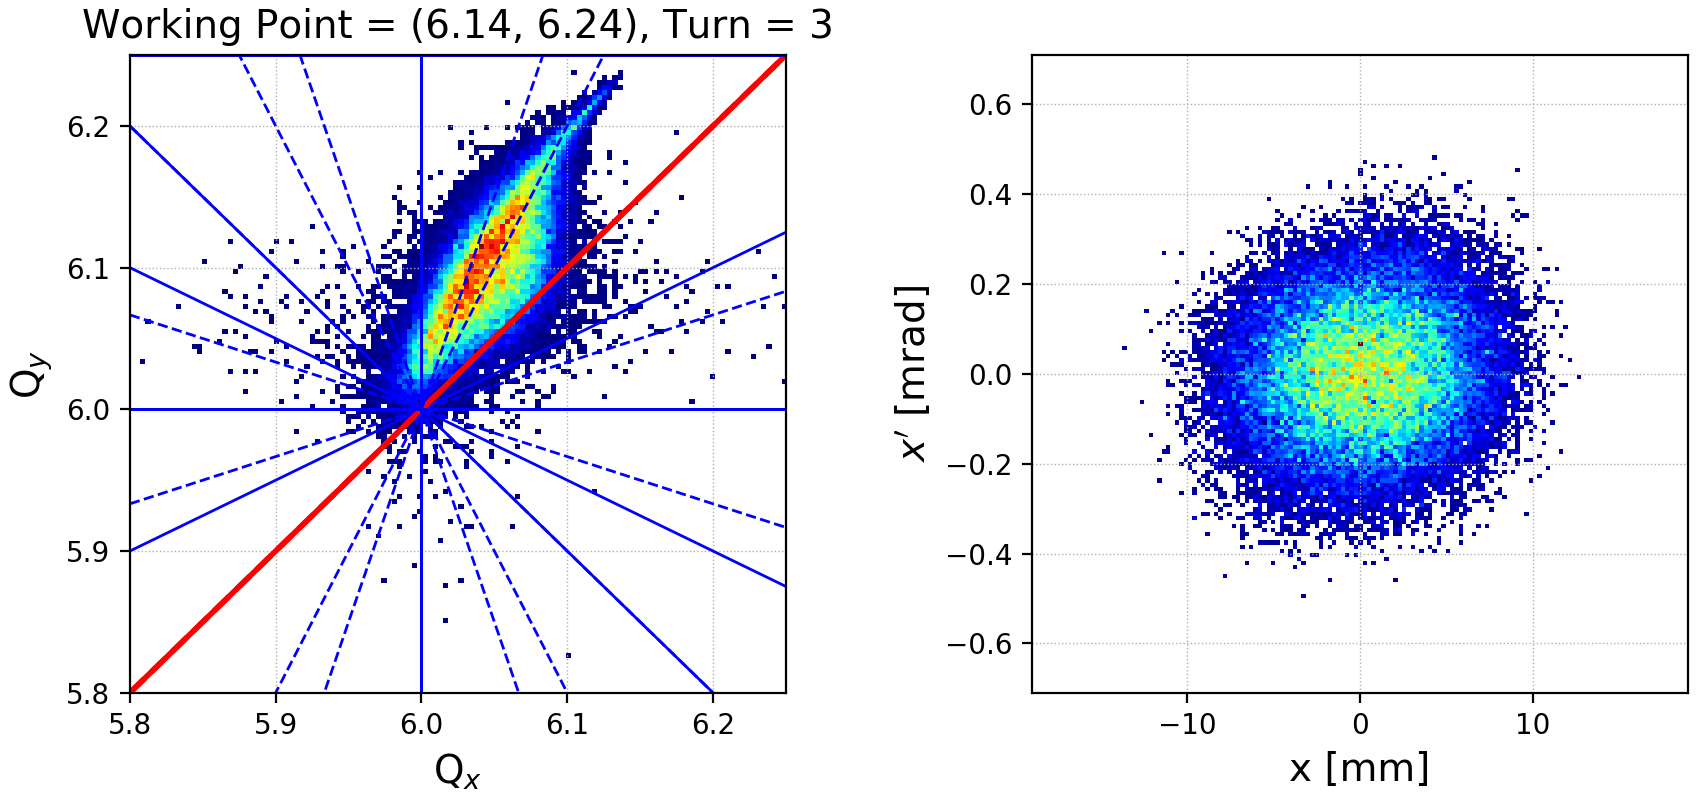 Working Point = (6.14, 6.24), Turn = 3
6.2
6.1
6.0
5.9
5.8
Q_y
5.8 5.9 6.0 6.1 6.2
Q_x
0.6
0.4
0.2
0.0
−0.2
−0.4
−0.6
x′ [mrad]
−10 0 10
x [mm]